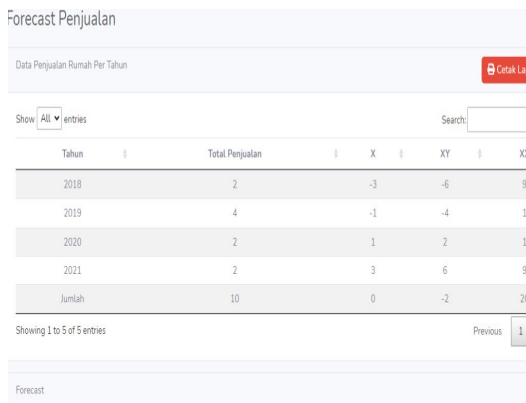 Forecast Penjualan
Data Penjualan Rumah Per Tahun
Cetak La
Show All entries
Search:
Tahun Total Penjualan X XY XX
2018 2 -3 -6 9
2019 4 -1 -4 1
2020 2 1 2 1
2021 2 3 6 9
Jumlah 10 0 -2 20
Showing 1 to 5 of 5 entries
Previous 1
Forecast